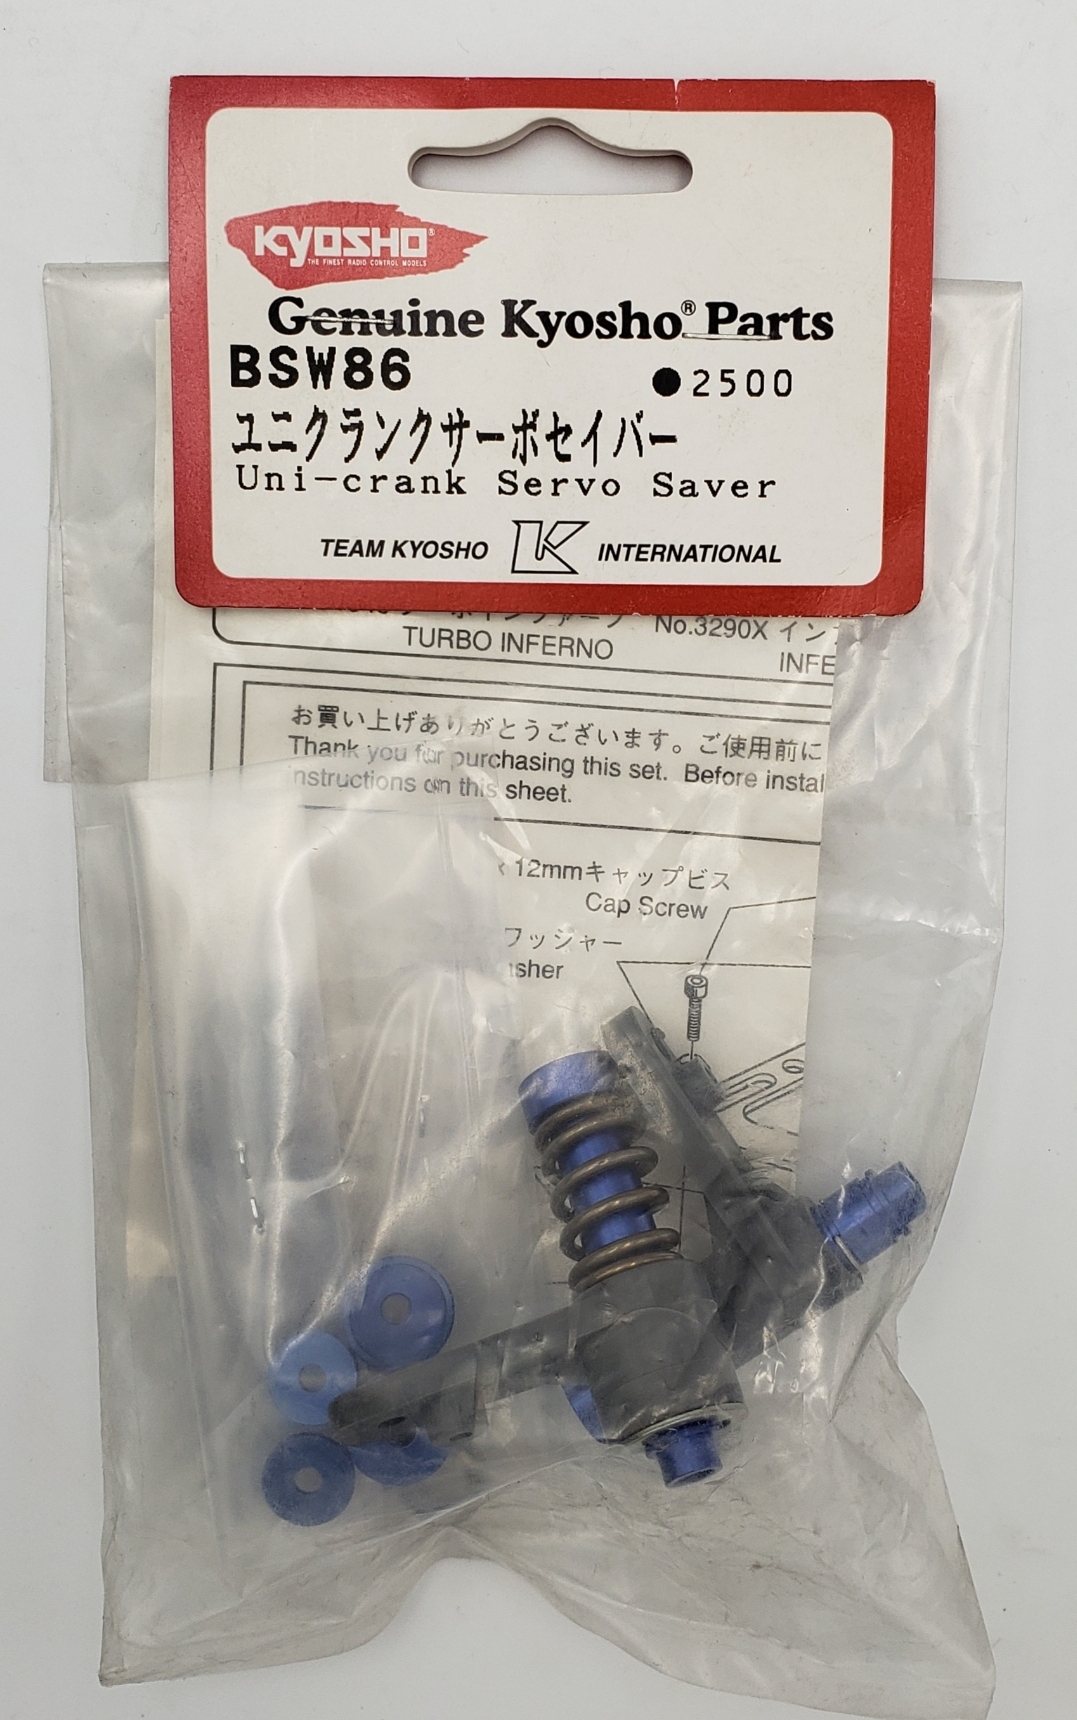 KYOSHO®
THE FINEST RADIO CONTROL MODELS
Genuine Kyosho® Parts
BSW86 ●2500
ユニクランクサーボセイバー
Uni-crank Servo Saver
TEAM KYOSHO K INTERNATIONAL
No.3290X イン
TURBO INFERNO INFE
お買い上げありがとうございます。ご使用前に
Thank you for purchasing this set. Before instal
instructions on this sheet.
12mmキャップビス
Cap Screw
ワッシャー
asher